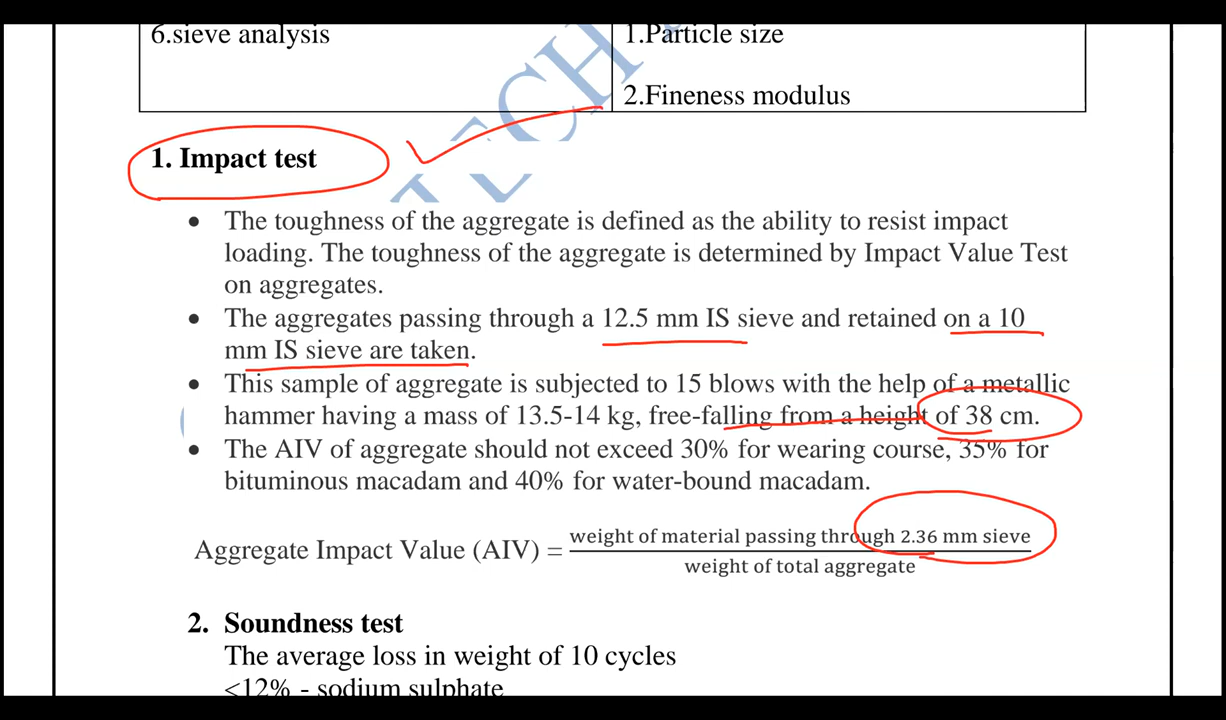 6.sieve analysis
1.Particle size
2.Fineness modulus
TECH
1. Impact test
• The toughness of the aggregate is defined as the ability to resist impact
loading. The toughness of the aggregate is determined by Impact Value Test
on aggregates.
• The aggregates passing through a 12.5 mm IS sieve and retained on a 10
mm IS sieve are taken.
• This sample of aggregate is subjected to 15 blows with the help of a metallic
hammer having a mass of 13.5-14 kg, free-falling from a height of 38 cm.
• The AIV of aggregate should not exceed 30% for wearing course, 35% for
bituminous macadam and 40% for water-bound macadam.
Aggregate Impact Value (AIV) = weight of material passing through 2.36 mm sieve
weight of total aggregate
2. Soundness test
The average loss in weight of 10 cycles
<12% - sodium sulphate